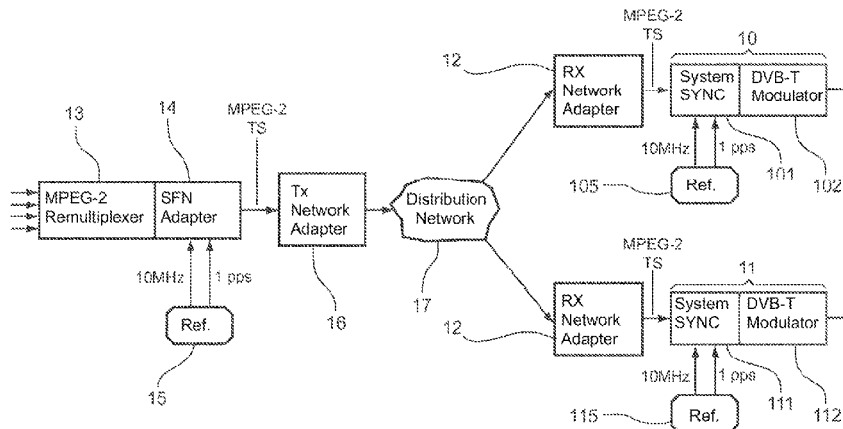 13
MPEG-2
Remultiplexer
14
SFN
Adapter
10MHz
1 pps
Ref.
15
MPEG-2
TS
Tx
Network
Adapter
16
Distribution
Network
17
12
RX
Network
Adapter
MPEG-2
TS
10
System
SYNC
DVB-T
Modulator
10MHz
1 pps
101
102
105
Ref.
12
RX
Network
Adapter
MPEG-2
TS
11
System
SYNC
DVB-T
Modulator
10MHz
1 pps
111
112
115
Ref.